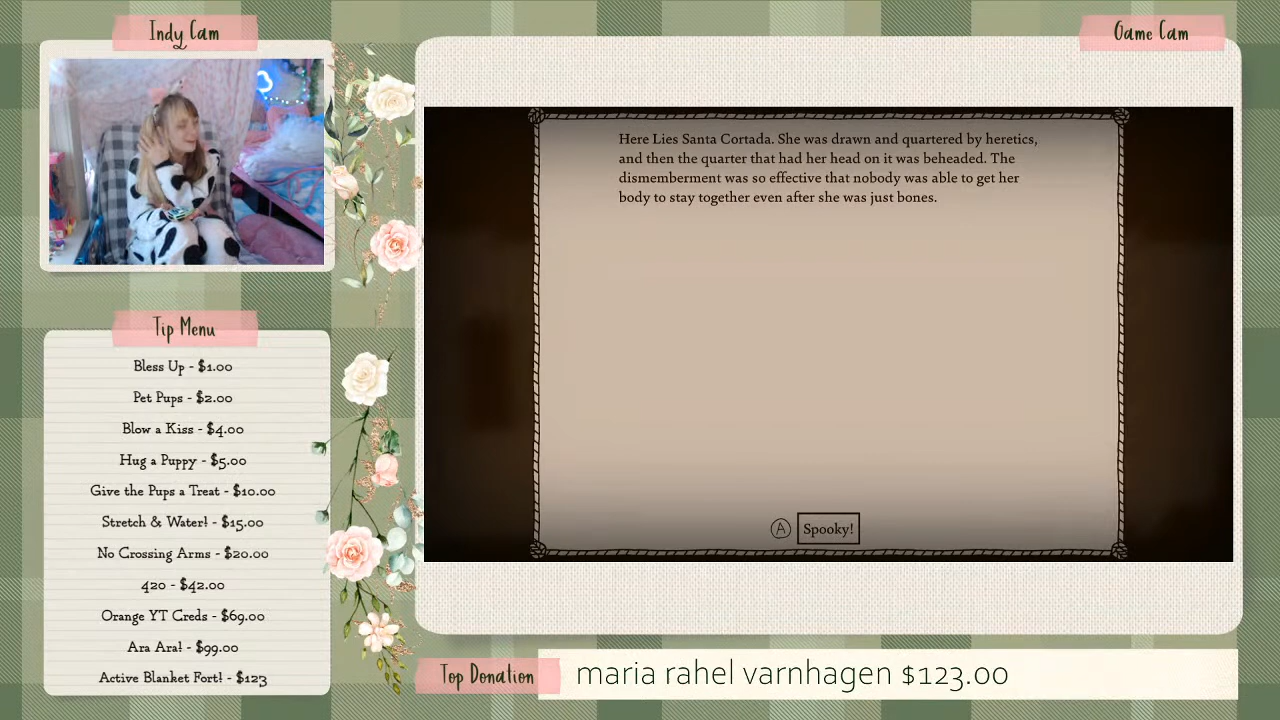 Indy Cam
Game Cam
Here Lies Santa Cortada. She was drawn and quartered by heretics,
and then the quarter that had her head on it was beheaded. The
dismemberment was so effective that nobody was able to get her
body to stay together even after she was just bones.
A Spooky!
Tip Menu
Bless Up - $1.00
Pet Pups - $2.00
Blow a Kiss - $4.00
Hug a Puppy - $5.00
Give the Pups a Treat - $10.00
Stretch & Water! - $15.00
No Crossing Arms - $20.00
420 - $42.00
Orange YT Creds - $69.00
Ara Ara! - $99.00
Active Blanket Fort! - $123
Top Donation maria rahel varnhagen $123.00